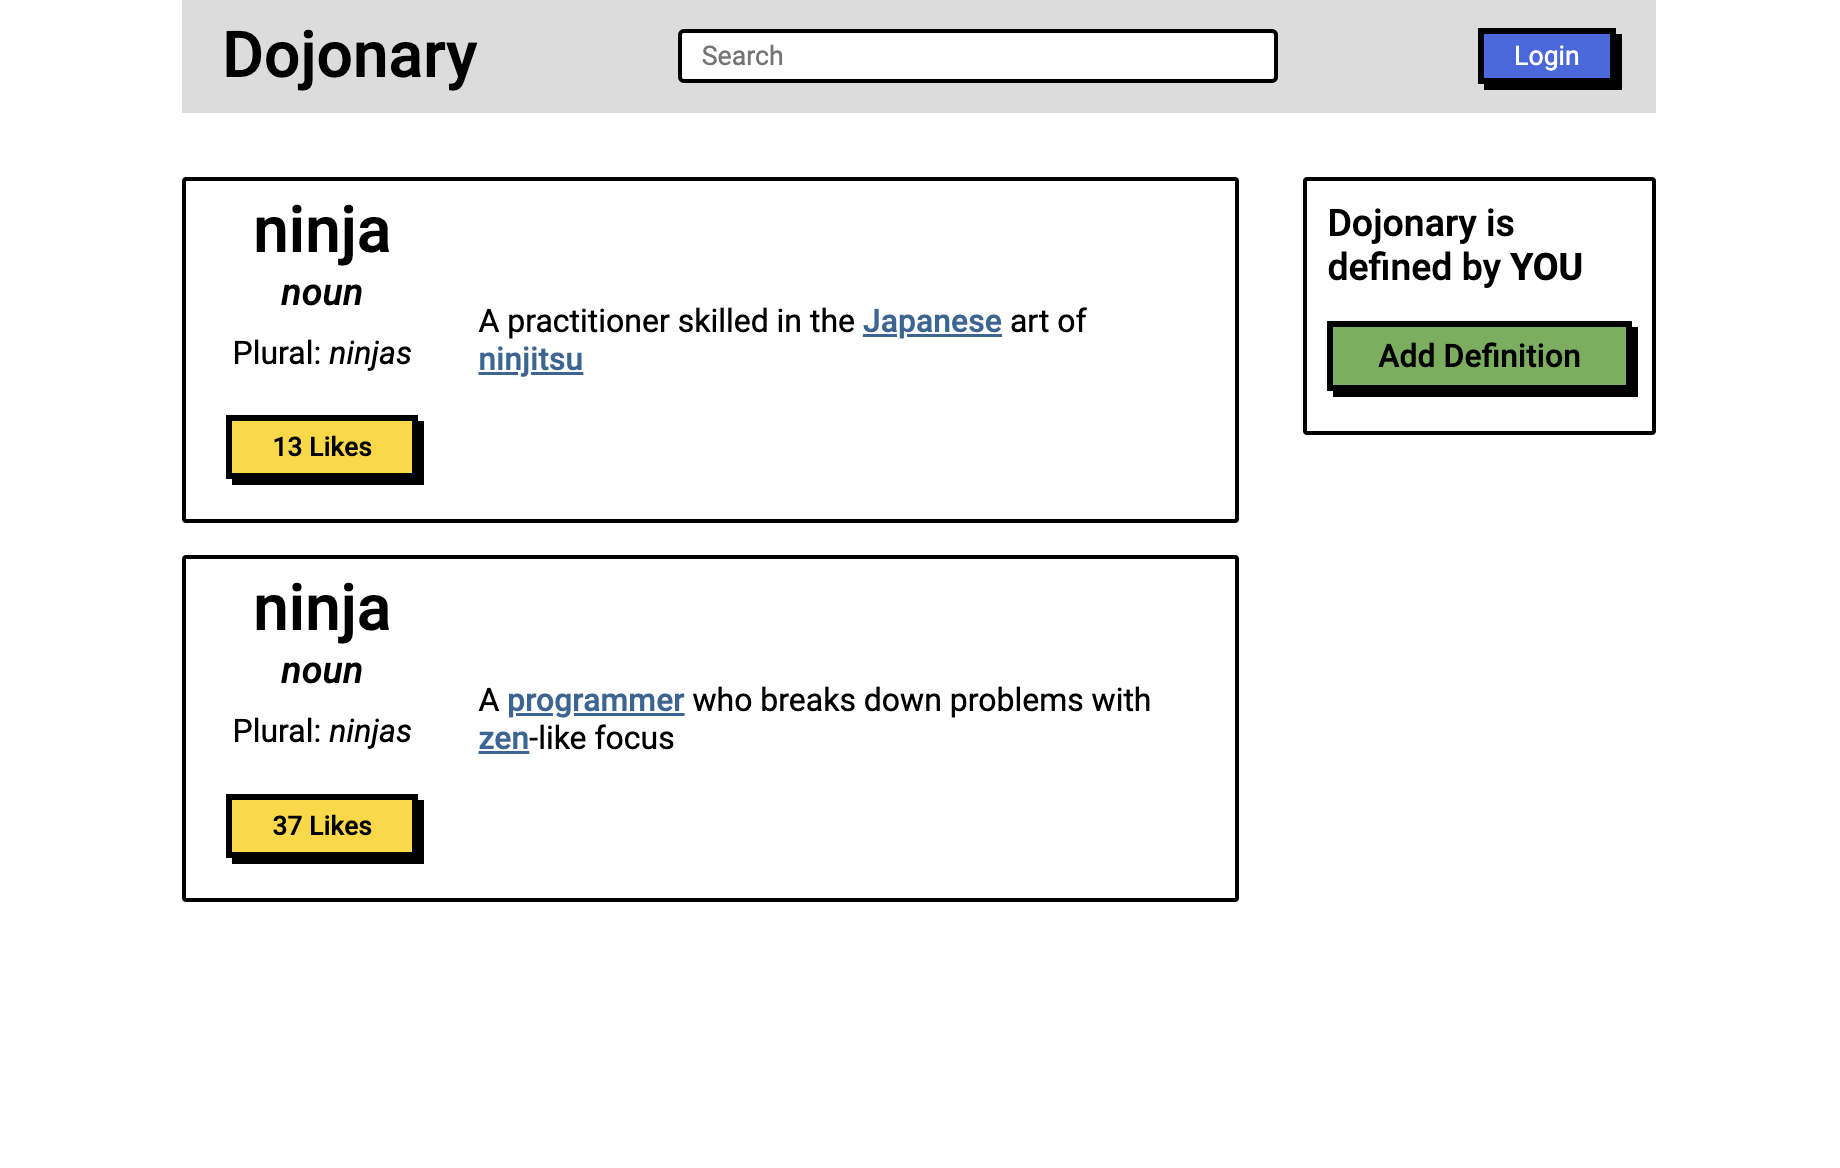 Dojonary
Search
Login
ninja
noun
Plural: ninjas
13 Likes
A practitioner skilled in the Japanese art of
ninjitsu
Dojonary is
defined by YOU
Add Definition
ninja
noun
Plural: ninjas
37 Likes
A programmer who breaks down problems with
zen-like focus